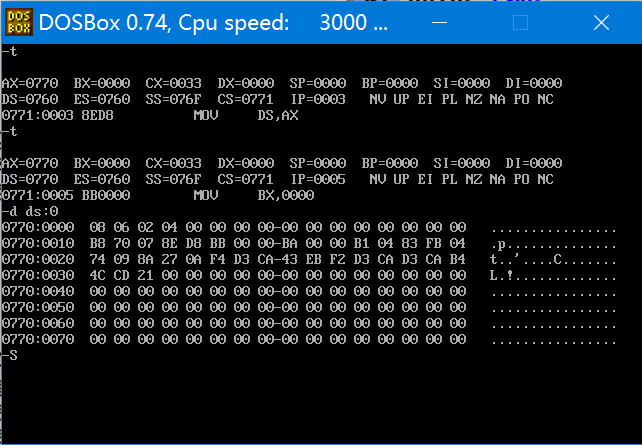 DOSBox 0.74, Cpu speed:    3000 ...
-t
AX=0770  BX=0000  CX=0033  DX=0000  SP=0000  BP=0000  SI=0000  DI=0000
DS=0760  ES=0760  SS=076F  CS=0771  IP=0003   NV UP EI PL NZ NA PO NC
0771:0003 8ED8          MOV     DS,AX
-t
AX=0770  BX=0000  CX=0033  DX=0000  SP=0000  BP=0000  SI=0000  DI=0000
DS=0770  ES=0760  SS=076F  CS=0771  IP=0005   NV UP EI PL NZ NA PO NC
0771:0005 BB0000        MOV     BX,0000
-d ds:0
0770:0000  08 06 02 04 00 00 00 00-00 00 00 00 00 00 00 00   ................
0770:0010  B8 70 07 8E D8 BB 00 00-BA 00 00 B1 04 83 FB 04   .p..............
0770:0020  74 09 8A 27 0A F4 D3 CA-43 EB F2 D3 CA D3 CA B4   t..'....C.......
0770:0030  4C CD 21 00 00 00 00 00-00 00 00 00 00 00 00 00   L.!.............
0770:0040  00 00 00 00 00 00 00 00-00 00 00 00 00 00 00 00   ................
0770:0050  00 00 00 00 00 00 00 00-00 00 00 00 00 00 00 00   ................
0770:0060  00 00 00 00 00 00 00 00-00 00 00 00 00 00 00 00   ................
0770:0070  00 00 00 00 00 00 00 00-00 00 00 00 00 00 00 00   ................
-S